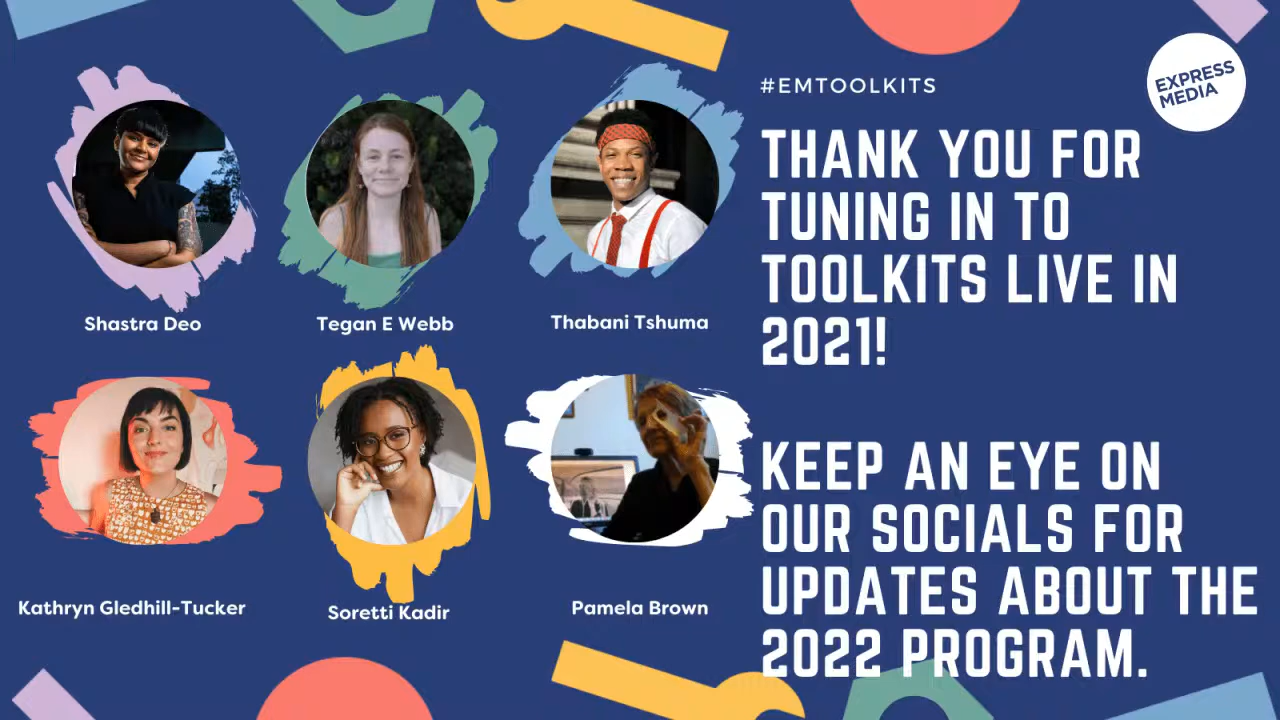 #EMTOOLKITS
EXPRESS
MEDIA
THANK YOU FOR
TUNING IN TO
TOOLKITS LIVE IN
2021!
KEEP AN EYE ON
OUR SOCIALS FOR
UPDATES ABOUT THE
2022 PROGRAM.
Shastra Deo
Tegan E Webb
Thabani Tshuma
Kathryn Gledhill-Tucker
Soretti Kadir
Pamela Brown